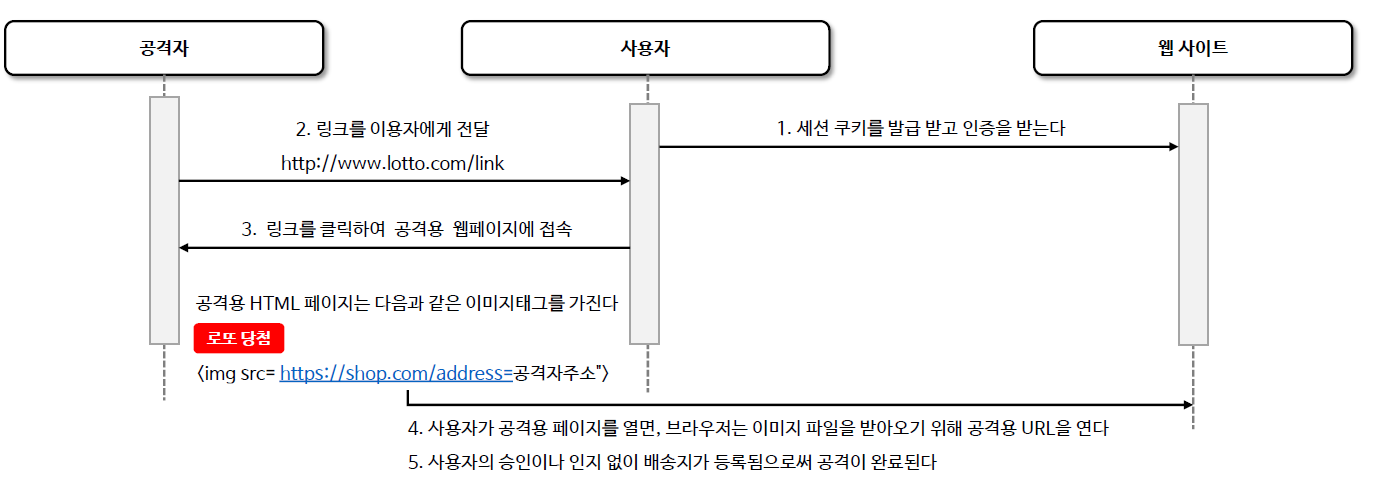 공격자
사용자
웹 사이트
2. 링크를 이용자에게 전달
http://www.lotto.com/link
1. 세션 쿠키를 발급 받고 인증을 받는다
3. 링크를 클릭하여 공격용 웹페이지에 접속
공격용 HTML 페이지는 다음과 같은 이미지태그를 가진다
로또 당첨
<img src= https://shop.com/address=공격자주소">
4. 사용자가 공격용 페이지를 열면, 브라우저는 이미지 파일을 받아오기 위해 공격용 URL을 연다
5. 사용자의 승인이나 인지 없이 배송지가 등록됨으로써 공격이 완료된다